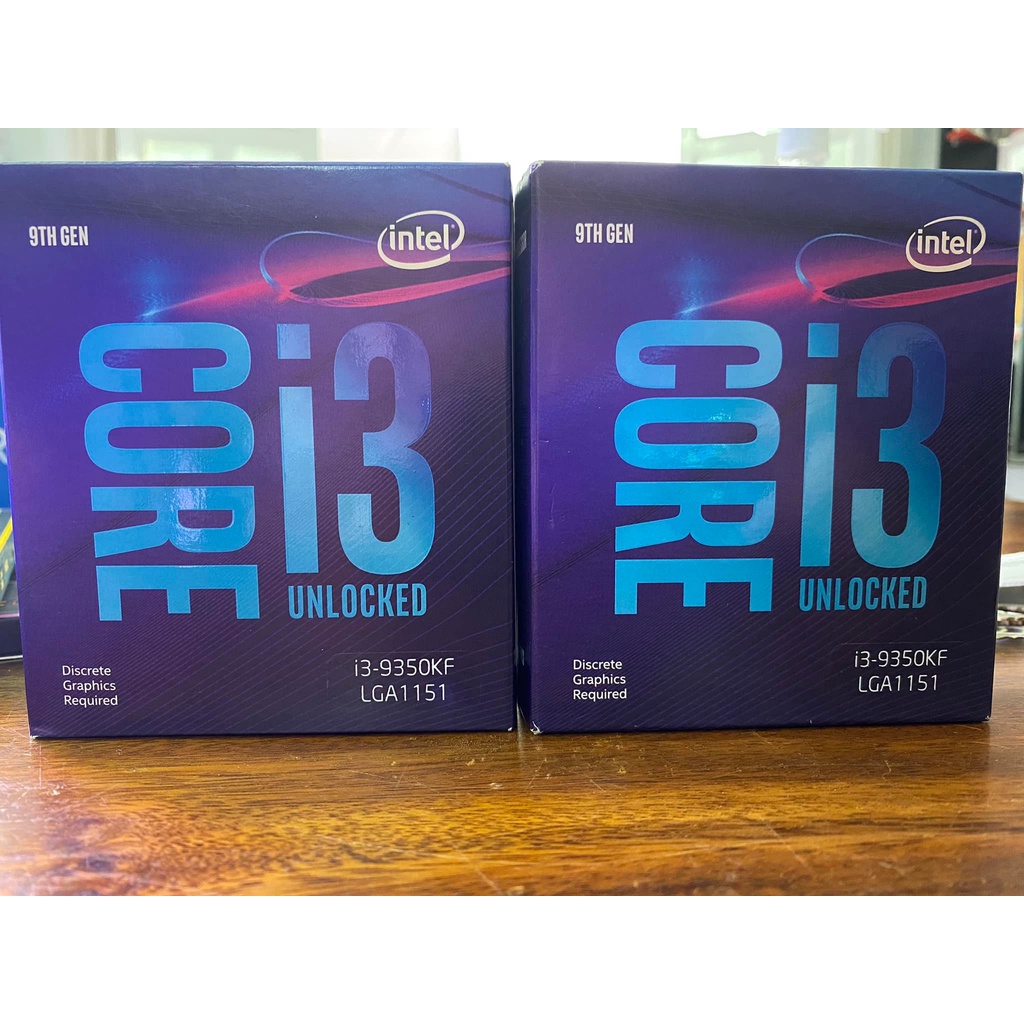 9TH GEN
intel
CORE
i3
UNLOCKED
Discrete
Graphics
Required
i3-9350KF
LGA1151
9TH GEN
intel
CORE
i3
UNLOCKED
Discrete
Graphics
Required
i3-9350KF
LGA1151